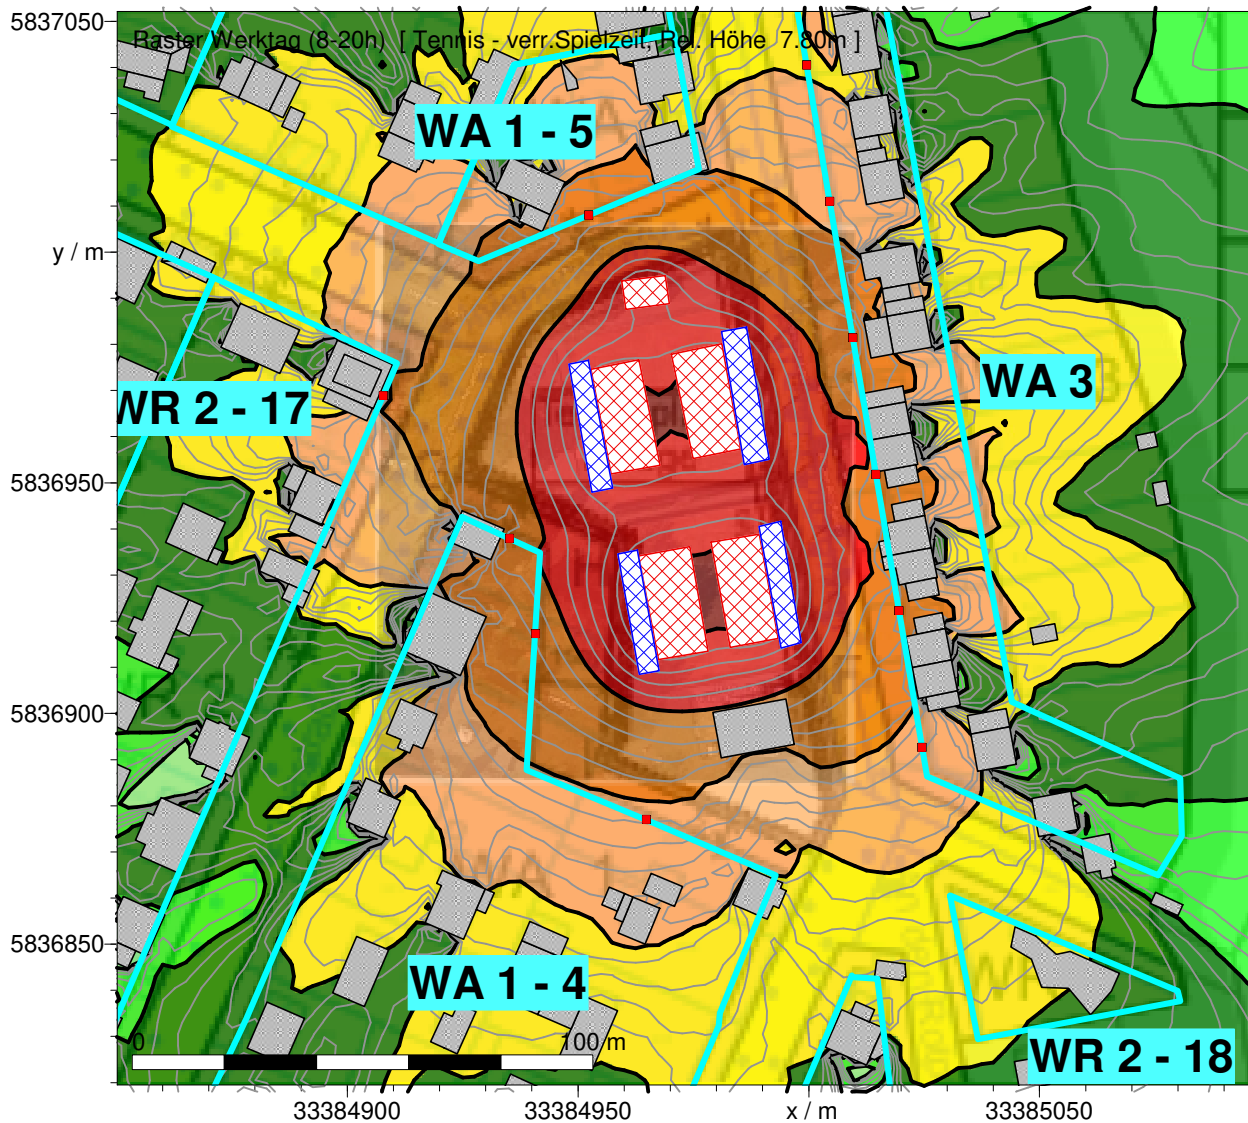 5837050
Raster Werktag (8-20h) [ Tennis - verr.Spielzeit, Rel. Höhe 7.80m ]
WA 1 - 5
y / m
WA 3
WR 2 - 17
5836950
5836900
5836850
WA 1 - 4
WR 2 - 18
0
100 m
33384900
33384950
x / m
33385050